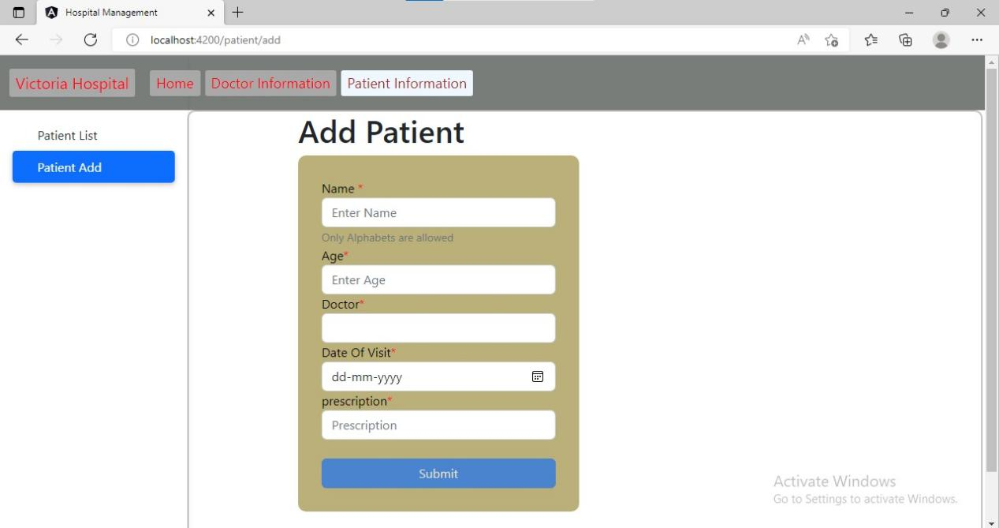 Hospital Management
localhost:4200/patient/add
Victoria Hospital Home Doctor Information Patient Information
Patient List
Patient Add
Add Patient
Name *
Enter Name
Only Alphabets are allowed
Age*
Enter Age
Doctor*
Date Of Visit*
dd-mm-yyyy
prescription*
Prescription
Submit
Activate Windows
Go to Settings to activate Windows.